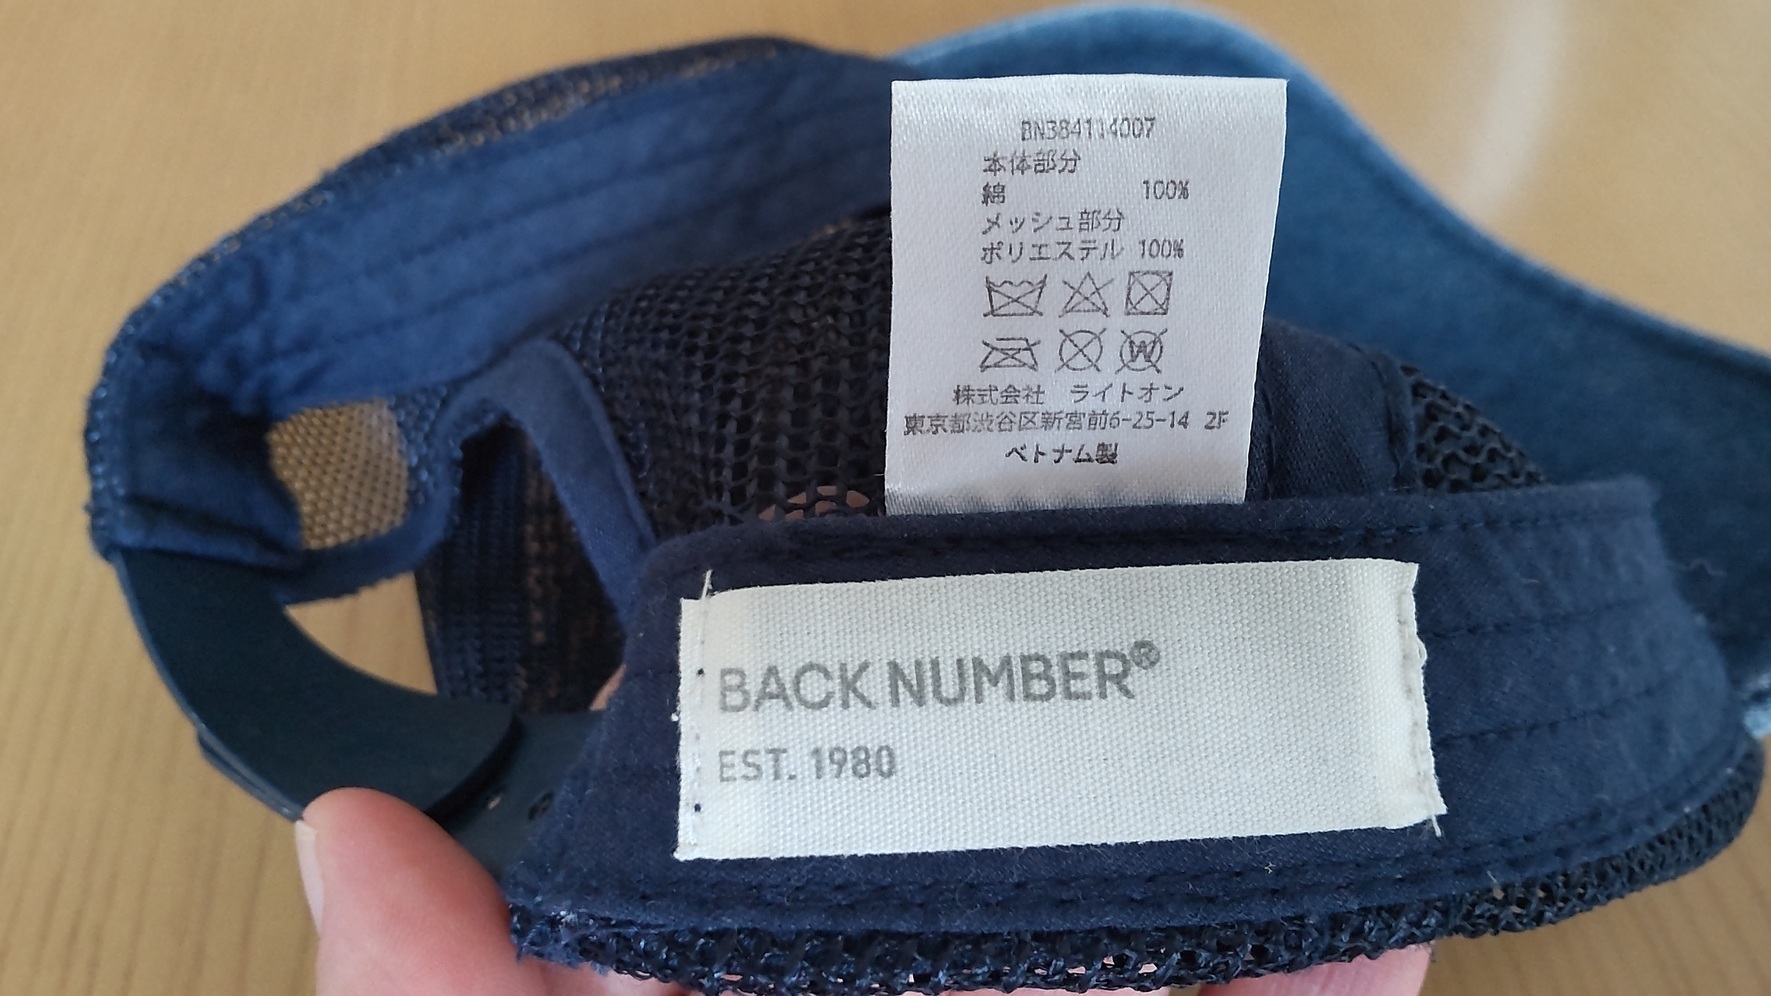 BN384114007
本体部分
綿 100%
メッシュ部分
ポリエステル 100%
W
株式会社 ライトオン
東京都渋谷区新宮前6-25-14 2F
ベトナム製
BACK NUMBER®
EST. 1980